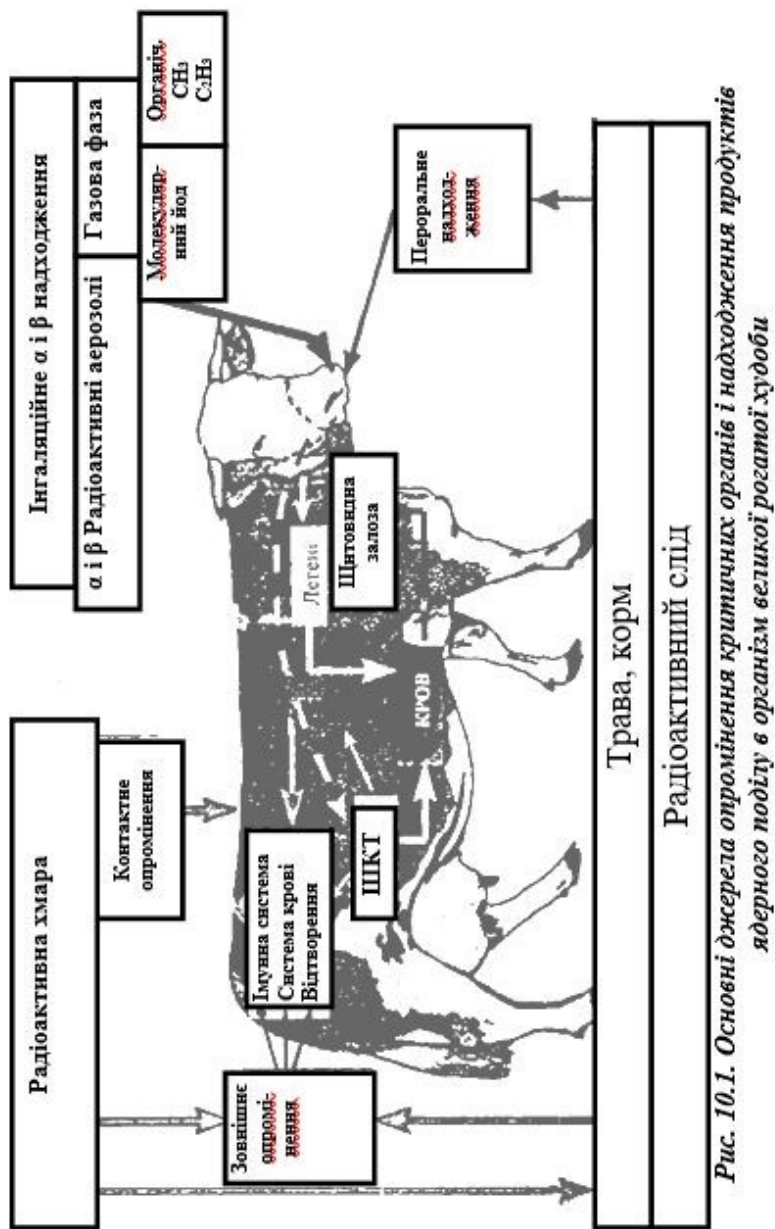 Радіоактивна хмара
Контактне
опромінення
Зовнішнє
опромі-
нення
Імунна система
Система крові
Відтворення
ШКТ
КРОВ
Легені
Щитовидна
залоза
Інгаляційне α і β надходження
α і β Радіоактивні аерозолі
Газова фаза
Молекуляр-
ний йод
Органіч.
CH₃
C₂H₃
Пероральне
надход-
ження
Трава, корм
Радіоактивний слід
Рис. 10.1. Основні джерела опромінення критичних органів і надходження продуктів
ядерного поділу в організм великої рогатої худоби